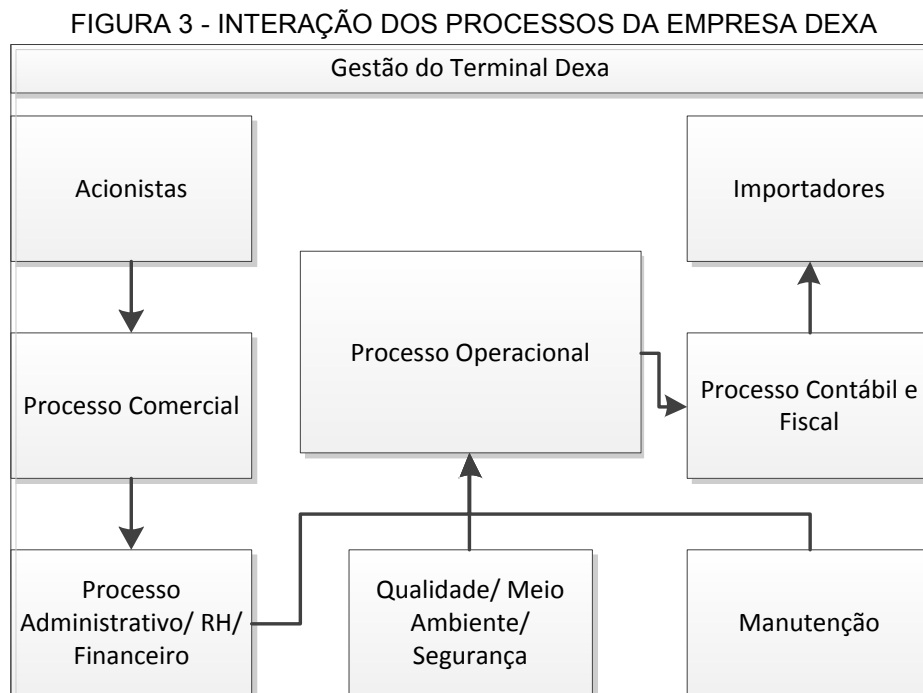 FIGURA 3 - INTERAÇÃO DOS PROCESSOS DA EMPRESA DEXA
Gestão do Terminal Dexa
Acionistas
Importadores
Processo Operacional
Processo Comercial
Processo Contábil e
Fiscal
Processo
Administrativo/ RH/
Financeiro
Qualidade/ Meio
Ambiente/
Segurança
Manutenção